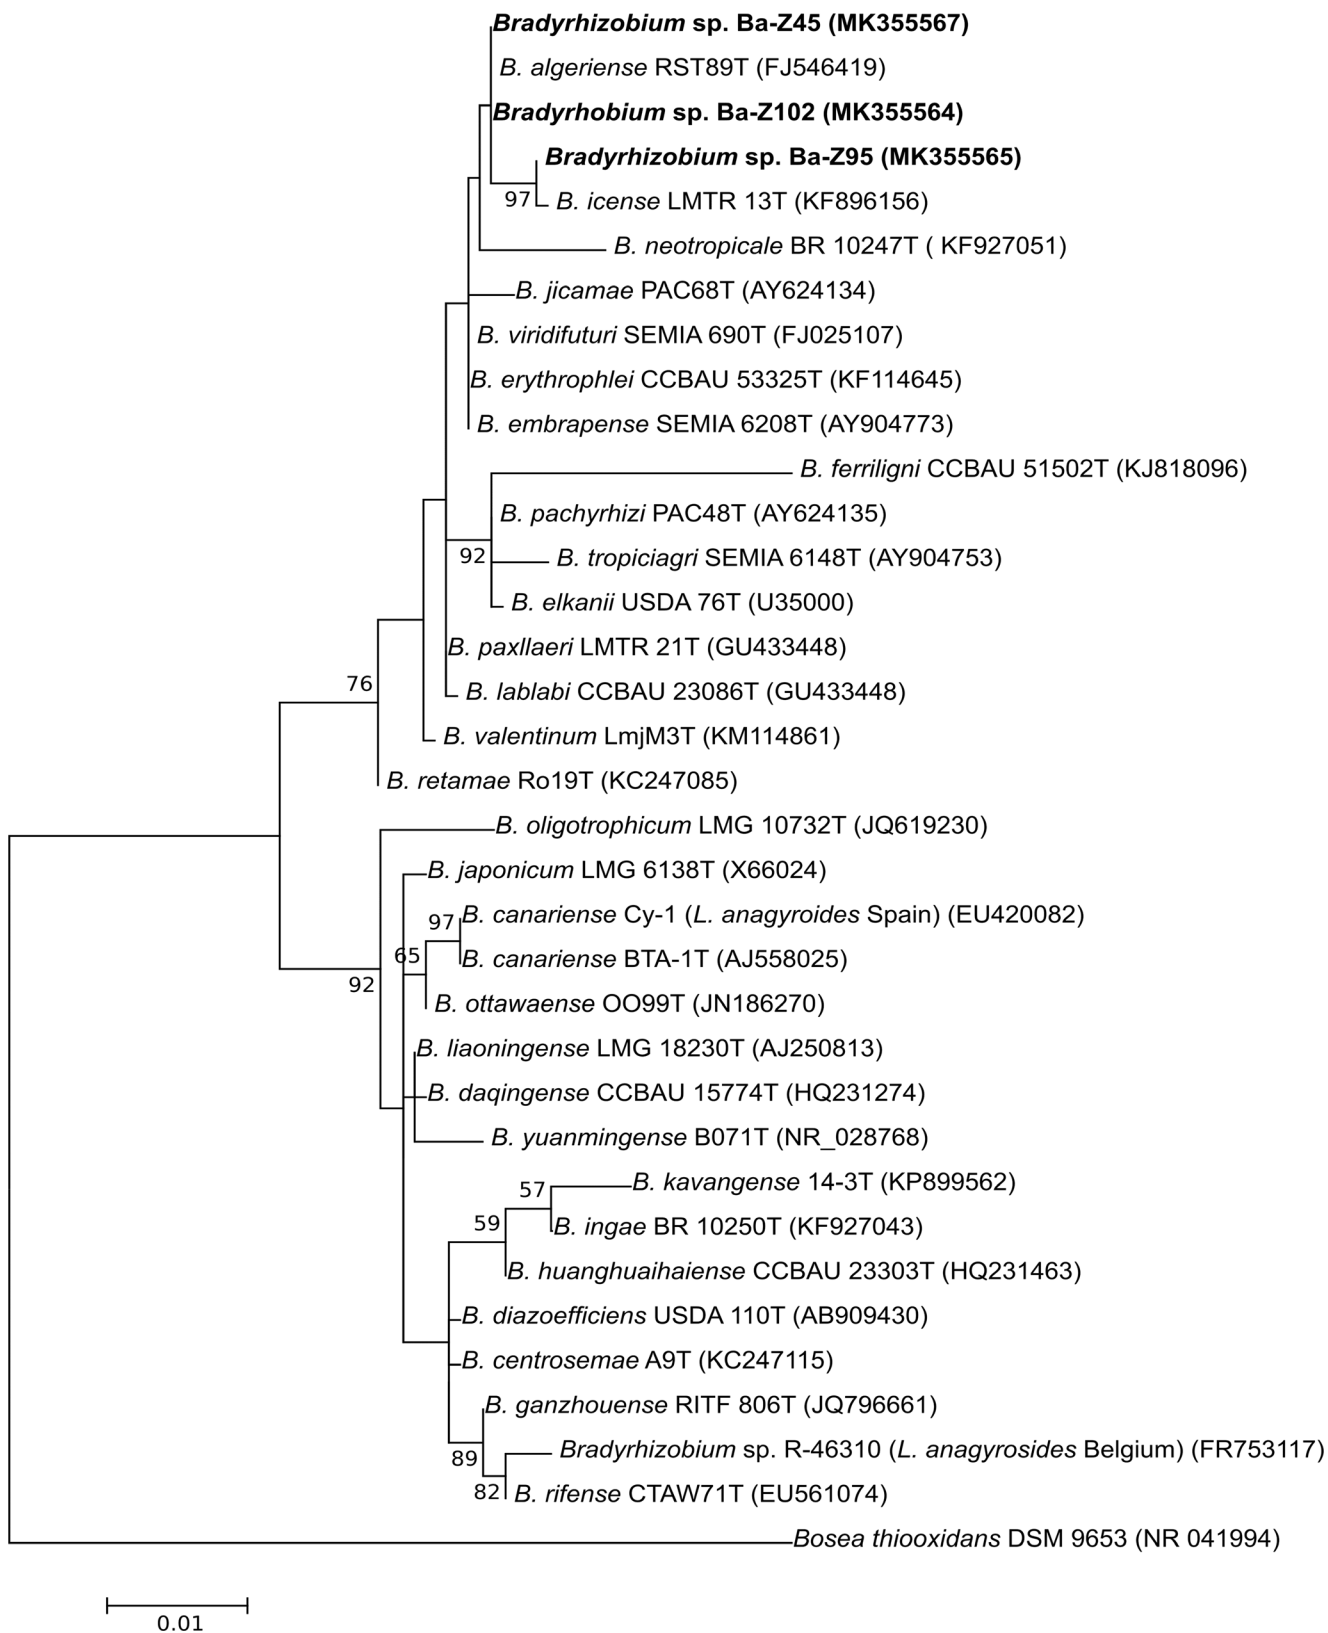 Bradyrhizobium sp. Ba-Z45 (MK355567)
B. algeriense RST89T (FJ546419)
Bradyrhobium sp. Ba-Z102 (MK355564)
Bradyrhizobium sp. Ba-Z95 (MK355565)
97
B. icense LMTR 13T (KF896156)
B. neotropicale BR 10247T ( KF927051)
B. jicamae PAC68T (AY624134)
B. viridifuturi SEMIA 690T (FJ025107)
B. erythrophlei CCBAU 53325T (KF114645)
B. embrapense SEMIA 6208T (AY904773)
B. ferriligni CCBAU 51502T (KJ818096)
B. pachyrhizi PAC48T (AY624135)
92
B. tropiciagri SEMIA 6148T (AY904753)
B. elkanii USDA 76T (U35000)
B. paxllaeri LMTR 21T (GU433448)
76
B. lablabi CCBAU 23086T (GU433448)
B. valentinum LmjM3T (KM114861)
B. retamae Ro19T (KC247085)
B. oligotrophicum LMG 10732T (JQ619230)
B. japonicum LMG 6138T (X66024)
97
B. canariense Cy-1 (L. anagyroides Spain) (EU420082)
65
B. canariense BTA-1T (AJ558025)
92
B. ottawaense OO99T (JN186270)
B. liaoningense LMG 18230T (AJ250813)
B. daqingense CCBAU 15774T (HQ231274)
B. yuanmingense B071T (NR_028768)
57
B. kavangense 14-3T (KP899562)
59
B. ingae BR 10250T (KF927043)
B. huanghuaihaiense CCBAU 23303T (HQ231463)
B. diazoefficiens USDA 110T (AB909430)
B. centrosemae A9T (KC247115)
B. ganzhouense RITF 806T (JQ796661)
89
Bradyrhizobium sp. R-46310 (L. anagyrosides Belgium) (FR753117)
82
B. rifense CTAW71T (EU561074)
Bosea thiooxidans DSM 9653 (NR 041994)
0.01